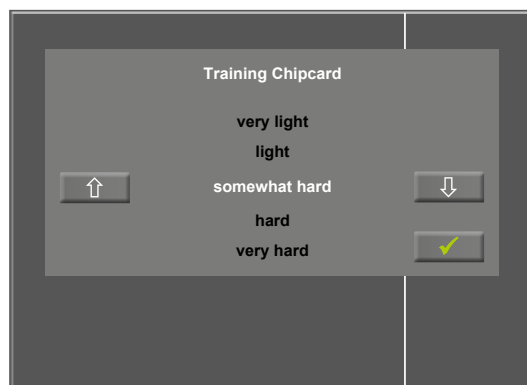 Training Chipcard
very light
light
somewhat hard
hard
very hard